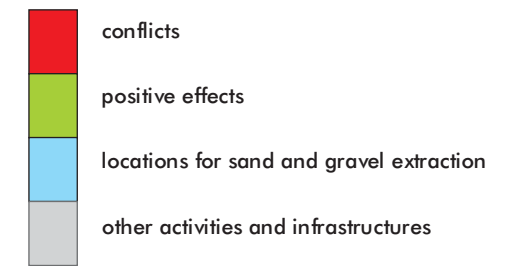 conflicts
positive effects
locations for sand and gravel extraction
other activities and infrastructures